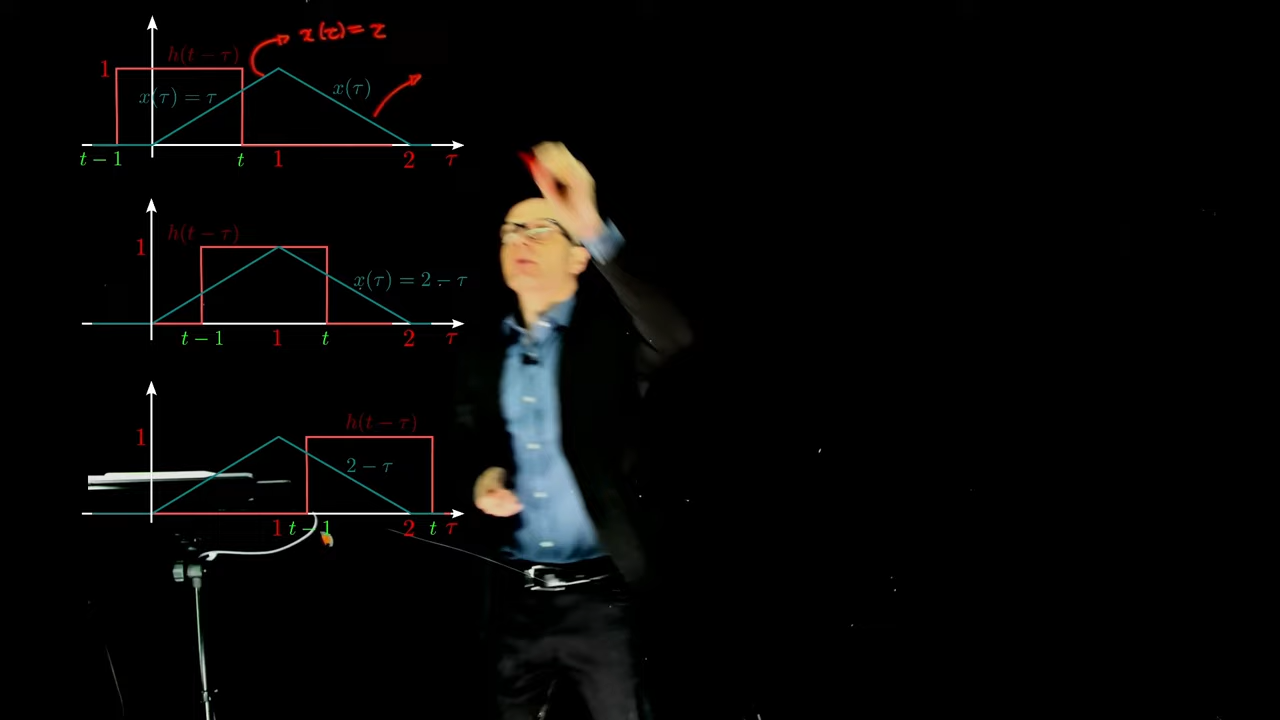 x(τ) = τ
h(t − τ)
1
x(τ) = τ
x(τ)
t − 1
t
1
2
τ
h(t − τ)
1
x(τ) = 2 − τ
t − 1
1
t
2
τ
h(t − τ)
1
2 − τ
1
t − 1
2
t
τ